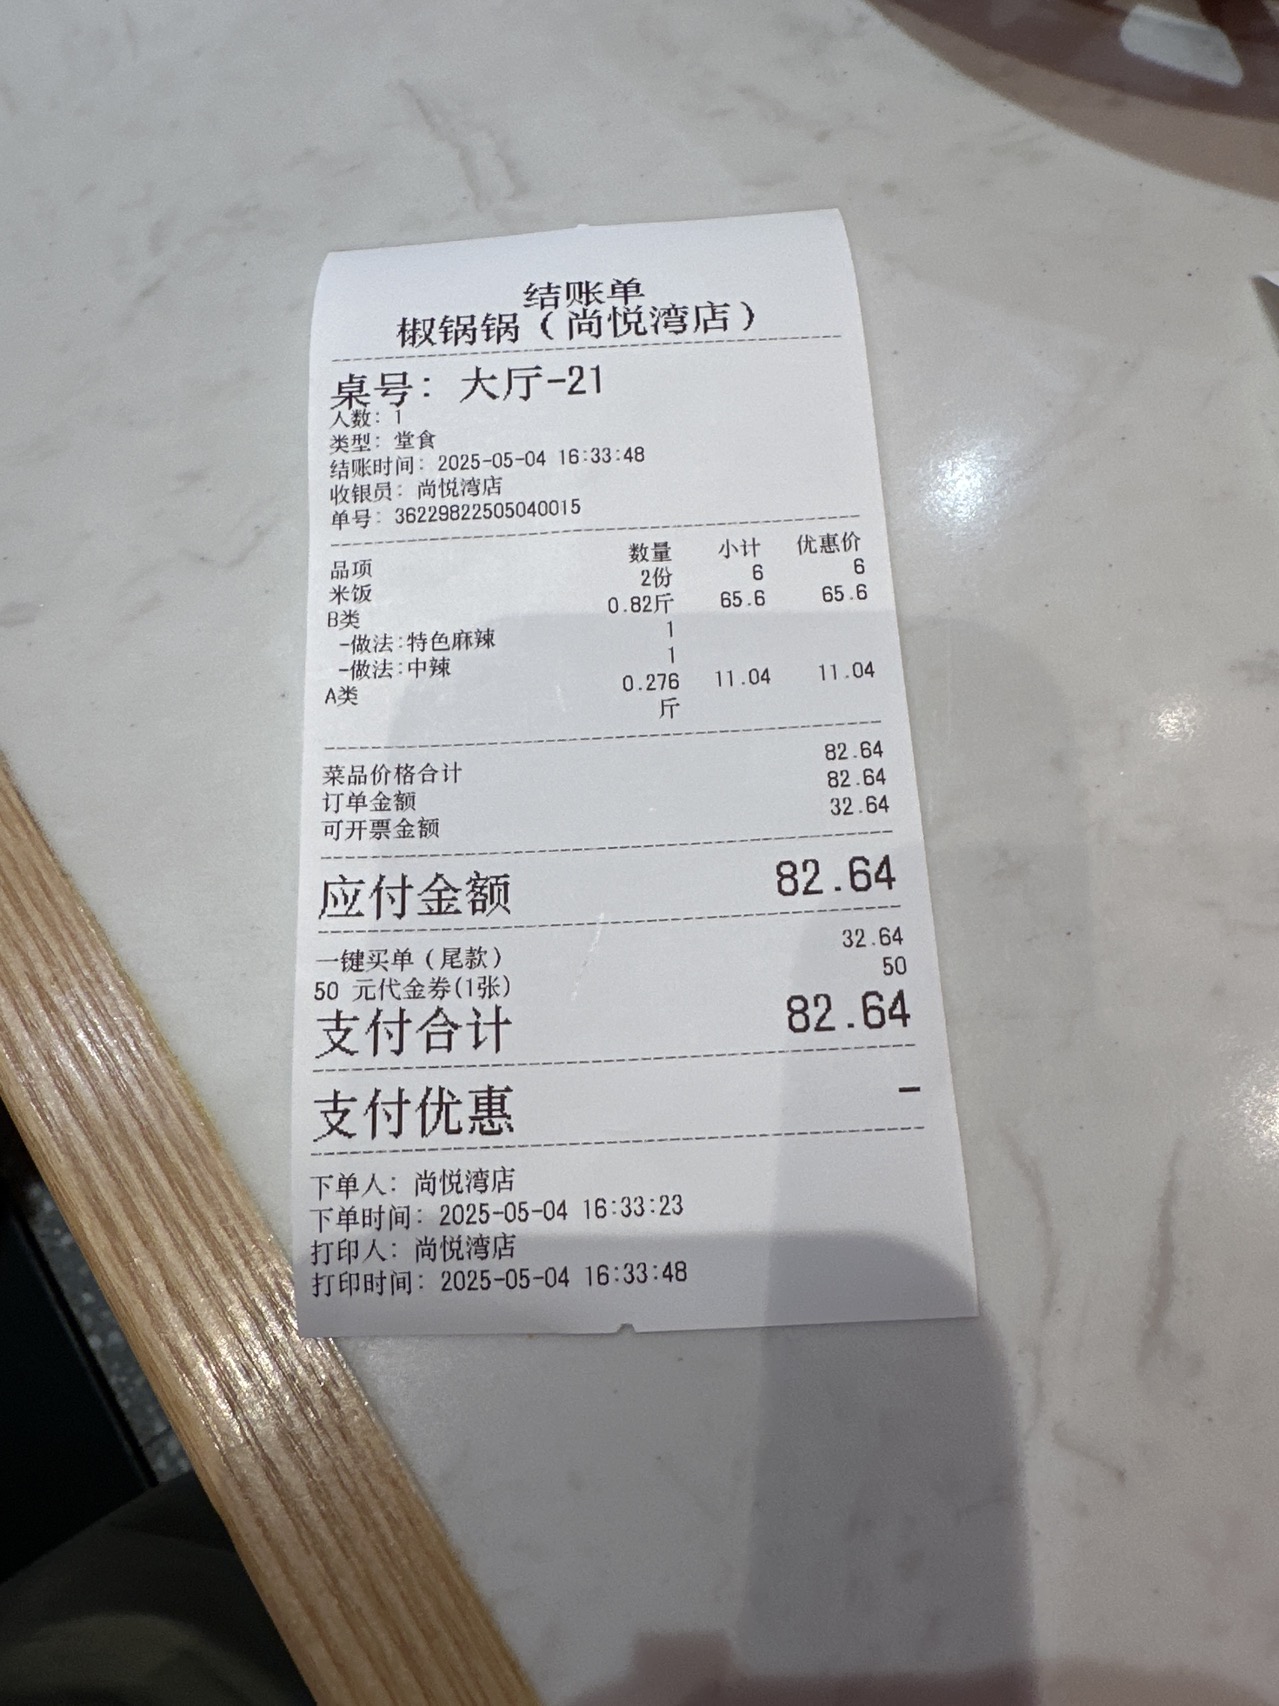 结账单
椒锅锅（尚悦湾店）
桌号: 大厅-21
人数: 1
类型: 堂食
结账时间: 2025-05-04 16:33:48
收银员: 尚悦湾店
单号: 36229822505040015
品项 数量 小计 优惠价
米饭 2份 6 6
B类 0.82斤 65.6 65.6
-做法:特色麻辣 1
-做法:中辣 1
A类 0.276 11.04 11.04
斤
菜品价格合计 82.64
订单金额 82.64
可开票金额 32.64
应付金额 82.64
一键买单（尾款） 32.64
50 元代金券(1张) 50
支付合计 82.64
支付优惠 -
下单人: 尚悦湾店
下单时间: 2025-05-04 16:33:23
打印人: 尚悦湾店
打印时间: 2025-05-04 16:33:48